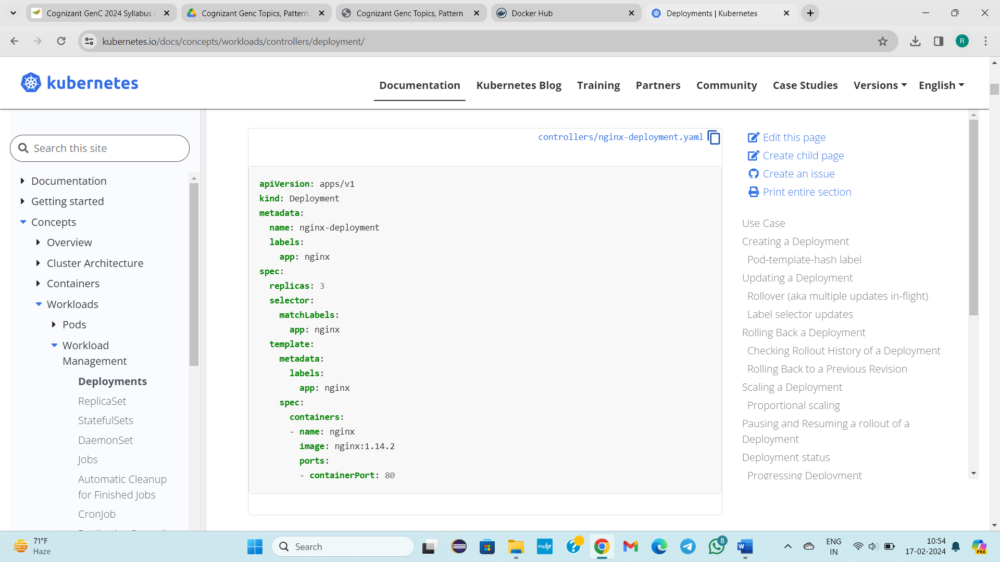 Cognizant GenC 2024 Syllabus a
Cognizant Genc Topics, Pattern.
Cognizant Genc Topics, Pattern
Docker Hub
Deployments | Kubernetes
kubernetes.io/docs/concepts/workloads/controllers/deployment/
R
kubernetes
Documentation
Kubernetes Blog
Training
Partners
Community
Case Studies
Versions
English
Search this site
Documentation
Getting started
Concepts
Overview
Cluster Architecture
Containers
Workloads
Pods
Workload
Management
Deployments
ReplicaSet
StatefulSets
DaemonSet
Jobs
Automatic Cleanup
for Finished Jobs
CronJob
controllers/nginx-deployment.yaml
apiVersion: apps/v1
kind: Deployment
metadata:
  name: nginx-deployment
  labels:
    app: nginx
spec:
  replicas: 3
  selector:
    matchLabels:
      app: nginx
  template:
    metadata:
      labels:
        app: nginx
    spec:
      containers:
      - name: nginx
        image: nginx:1.14.2
        ports:
        - containerPort: 80
Edit this page
Create child page
Create an issue
Print entire section
Use Case
Creating a Deployment
Pod-template-hash label
Updating a Deployment
Rollover (aka multiple updates in-flight)
Label selector updates
Rolling Back a Deployment
Checking Rollout History of a Deployment
Rolling Back to a Previous Revision
Scaling a Deployment
Proportional scaling
Pausing and Resuming a rollout of a
Deployment
Deployment status
Progressing Deployment
71°F
Haze
Search
myhp
8
W
ENG
IN
10:54
17-02-2024
PRE